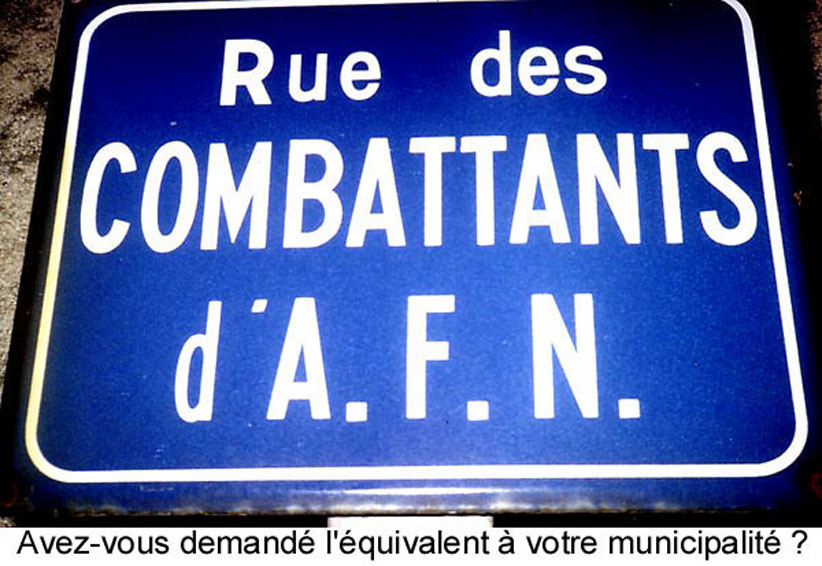 Rue des
COMBATTANTS
d'A.F.N.
Avez-vous demandé l'équivalent à votre municipalité ?